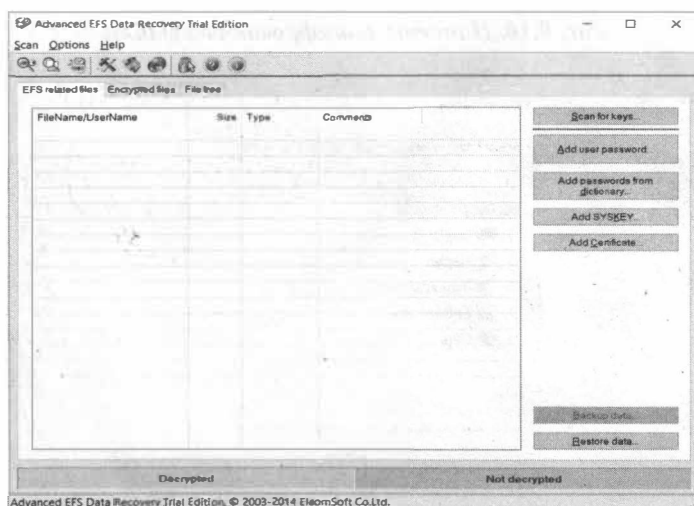 Advanced EFS Data Recovery Trial Edition
Scan Options Help
EFS related files Encrypted files File tree
FileName/UserName Size Type Comments
Scan for keys...
Add user password...
Add passwords from
dictionary...
Add SYSKEY...
Add Certificate...
Backup data...
Restore data...
Decrypted Not decrypted
Advanced EFS Data Recovery Trial Edition, © 2003-2014 ElcomSoft Co.Ltd.